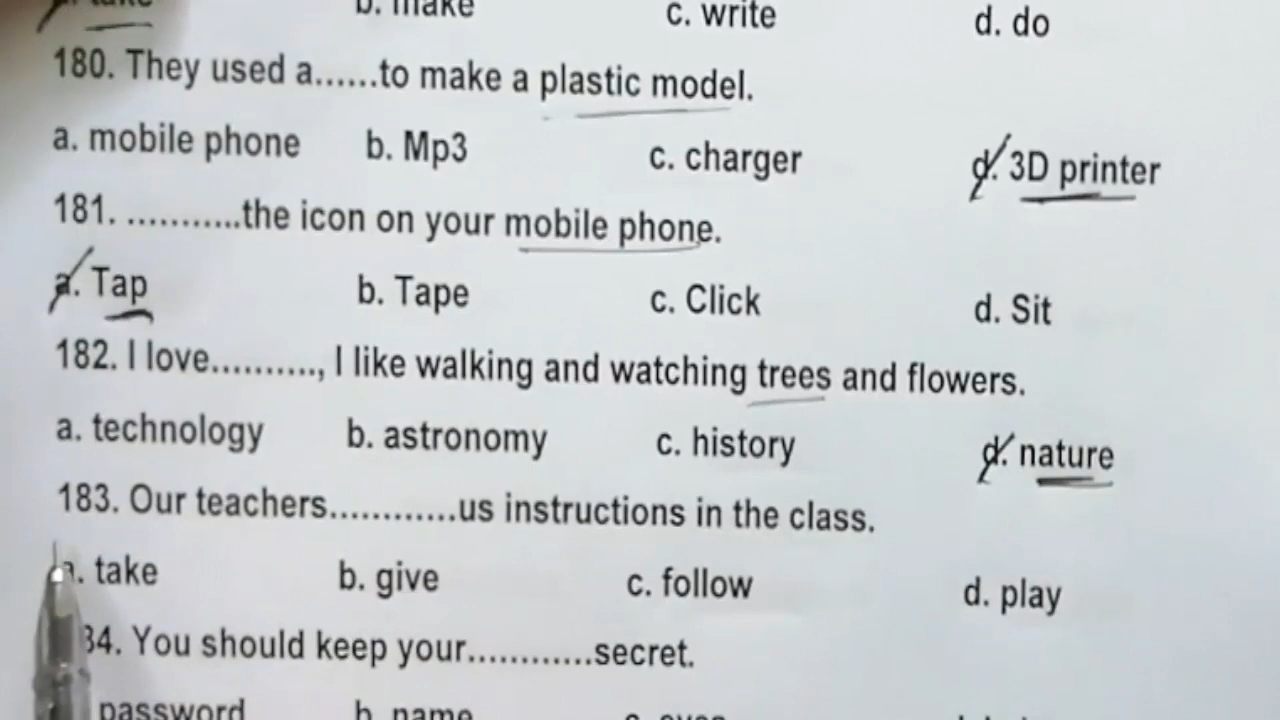 b. make c. write d. do
180. They used a......to make a plastic model.
a. mobile phone b. Mp3 c. charger d. 3D printer
181. ...........the icon on your mobile phone.
a. Tap b. Tape c. Click d. Sit
182. I love.........., I like walking and watching trees and flowers.
a. technology b. astronomy c. history d. nature
183. Our teachers............us instructions in the class.
a. take b. give c. follow d. play
84. You should keep your............secret.
password b. name